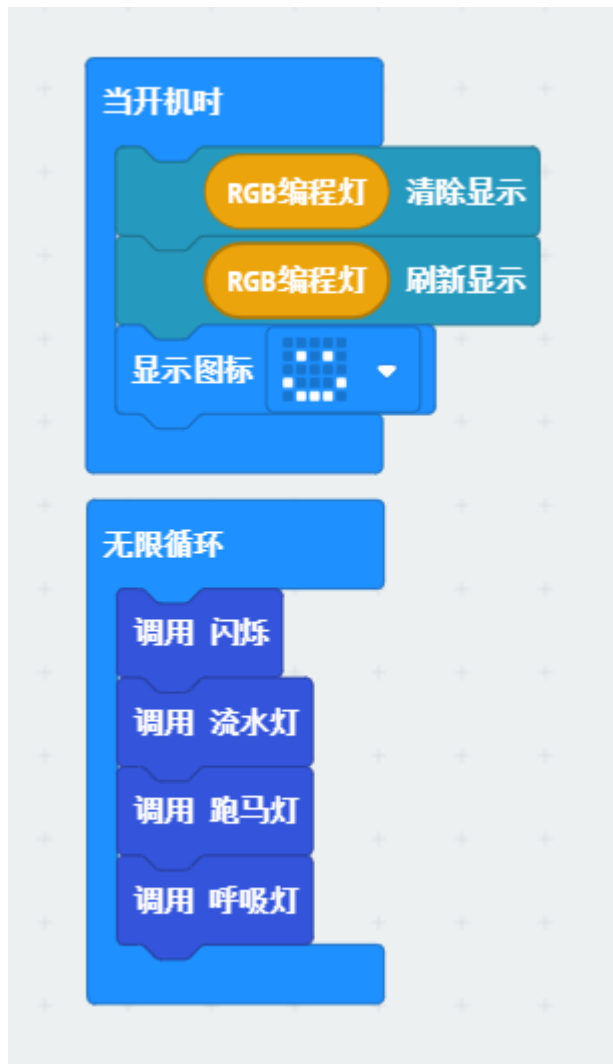 当开机时
RGB编程灯 清除显示
RGB编程灯 刷新显示
显示图标
无限循环
调用 闪烁
调用 流水灯
调用 跑马灯
调用 呼吸灯